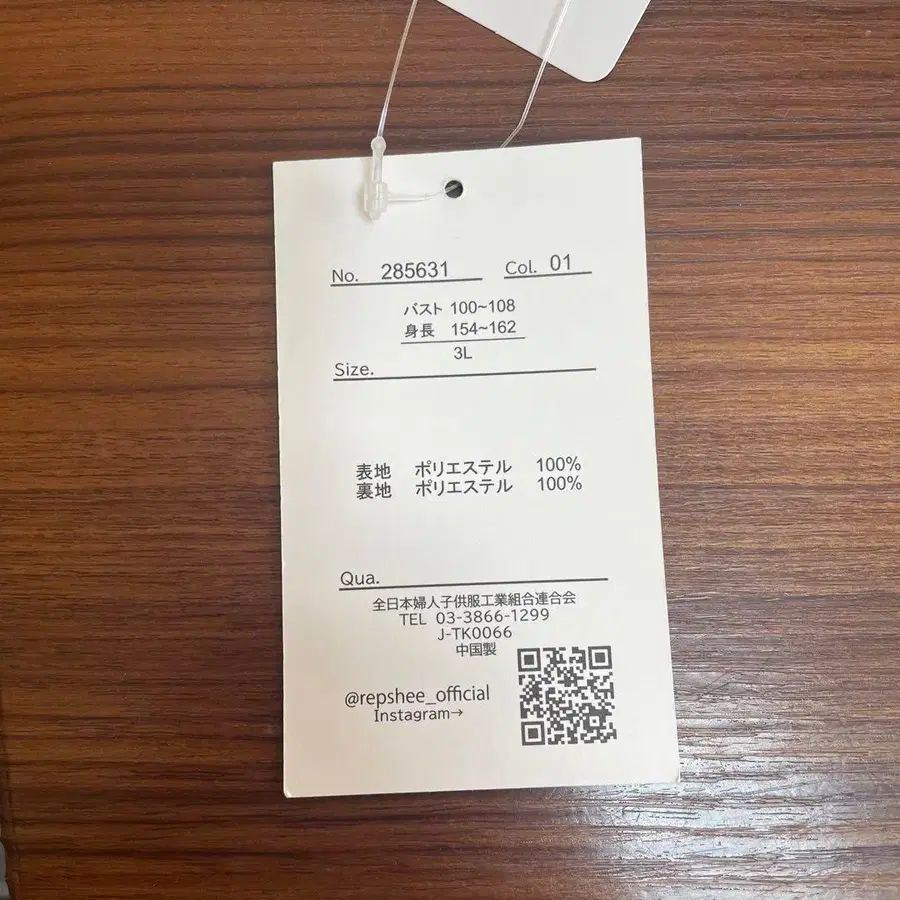 No. 285631 Col. 01
バスト 100~108
身長 154~162
3L
Size.
表地 ポリエステル 100%
裏地 ポリエステル 100%
Qua.
全日本婦人子供服工業組合連合会
TEL 03-3866-1299
J-TK0066
中国製
@repshee_official
Instagram→